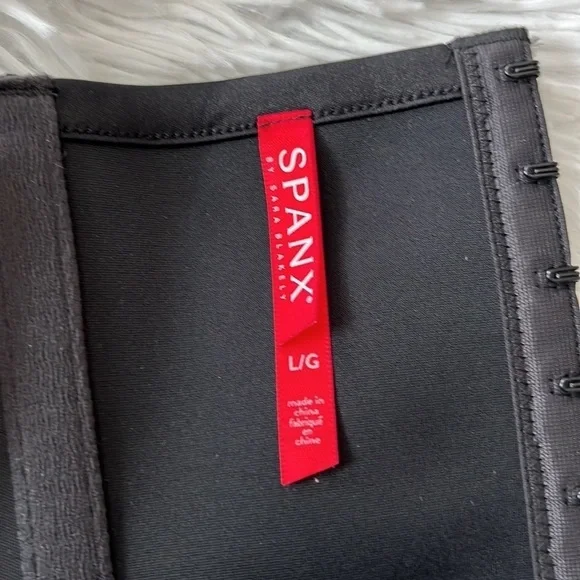 SPANX®
BY SARA BLAKELY
L/G
made in
china
fabriqué
en
chine